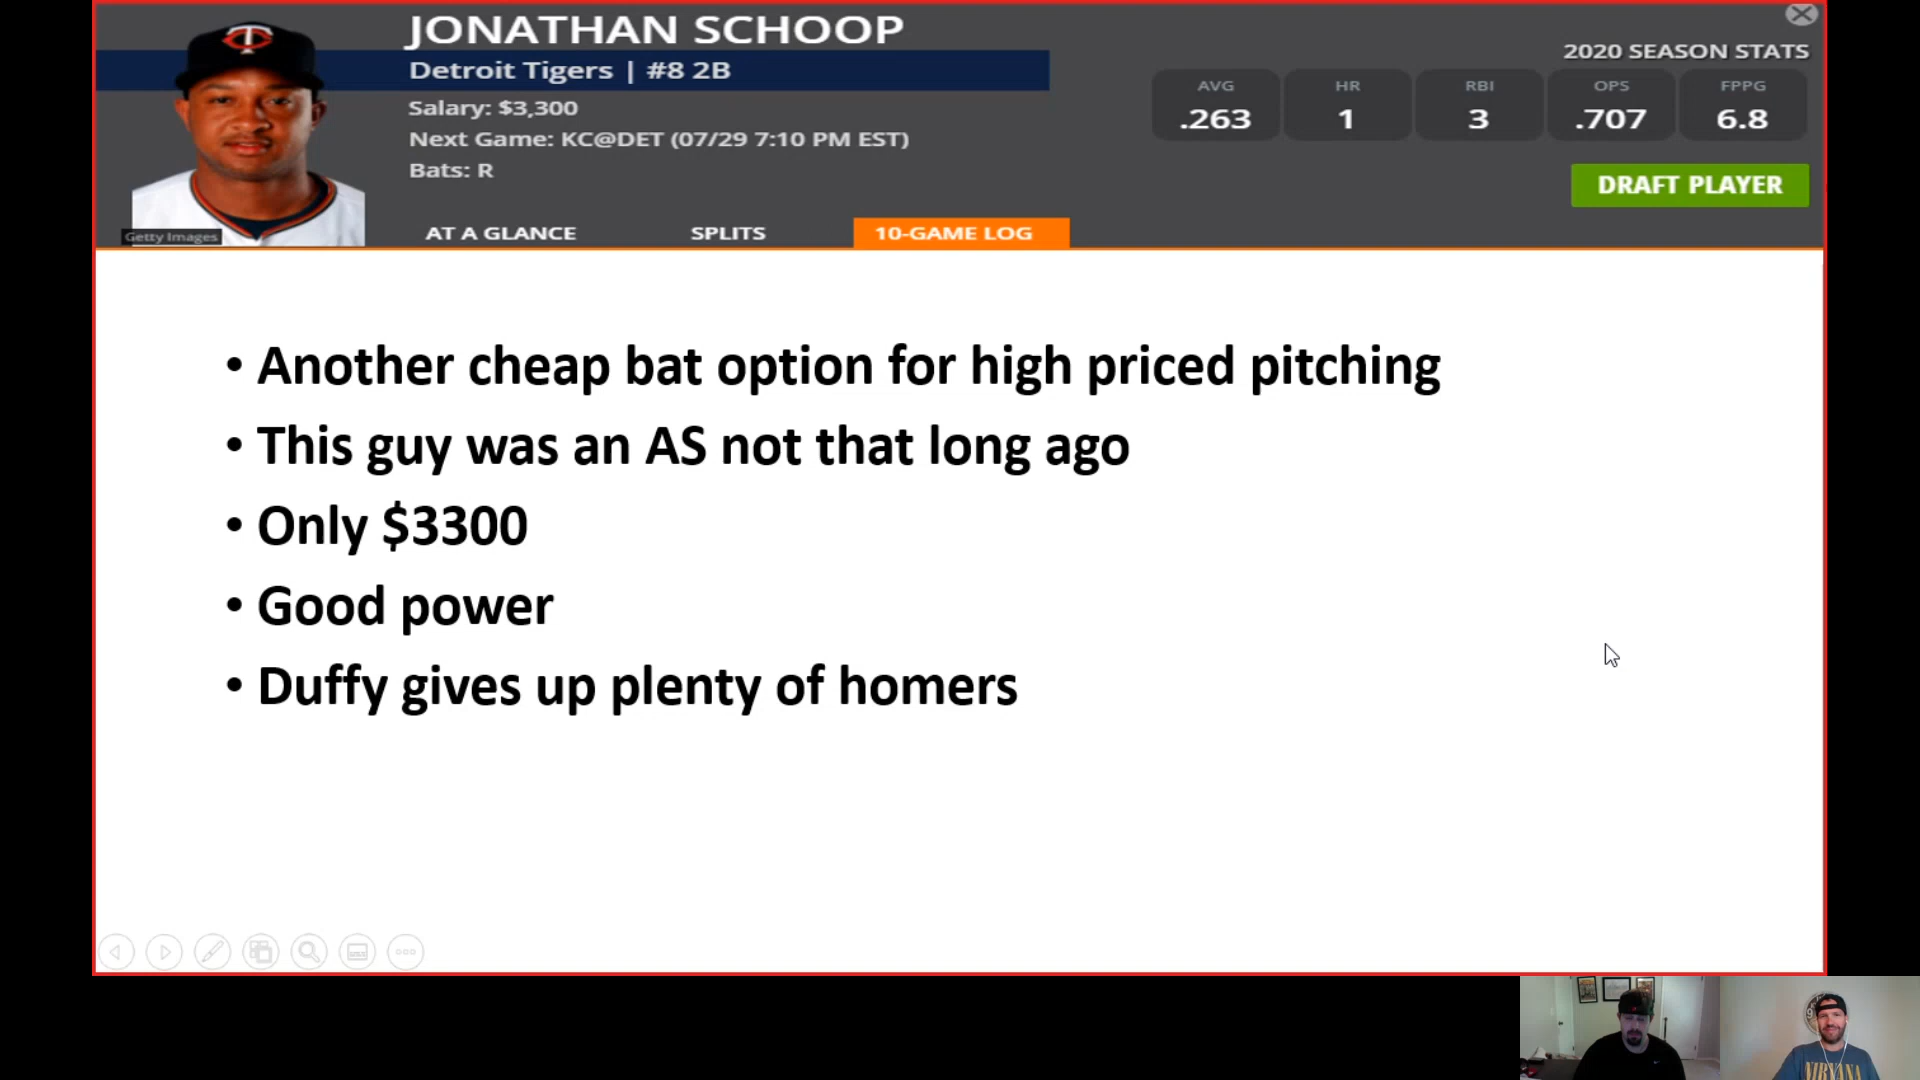 JONATHAN SCHOOP
Detroit Tigers | #8 2B
Salary: $3,300
Next Game: KC@DET (07/29 7:10 PM EST)
Bats: R
2020 SEASON STATS
AVG HR RBI OPS FPPG
.263 1 3 .707 6.8
DRAFT PLAYER
Getty Images
AT A GLANCE SPLITS 10-GAME LOG
• Another cheap bat option for high priced pitching
• This guy was an AS not that long ago
• Only $3300
• Good power
• Duffy gives up plenty of homers
NIRVANA